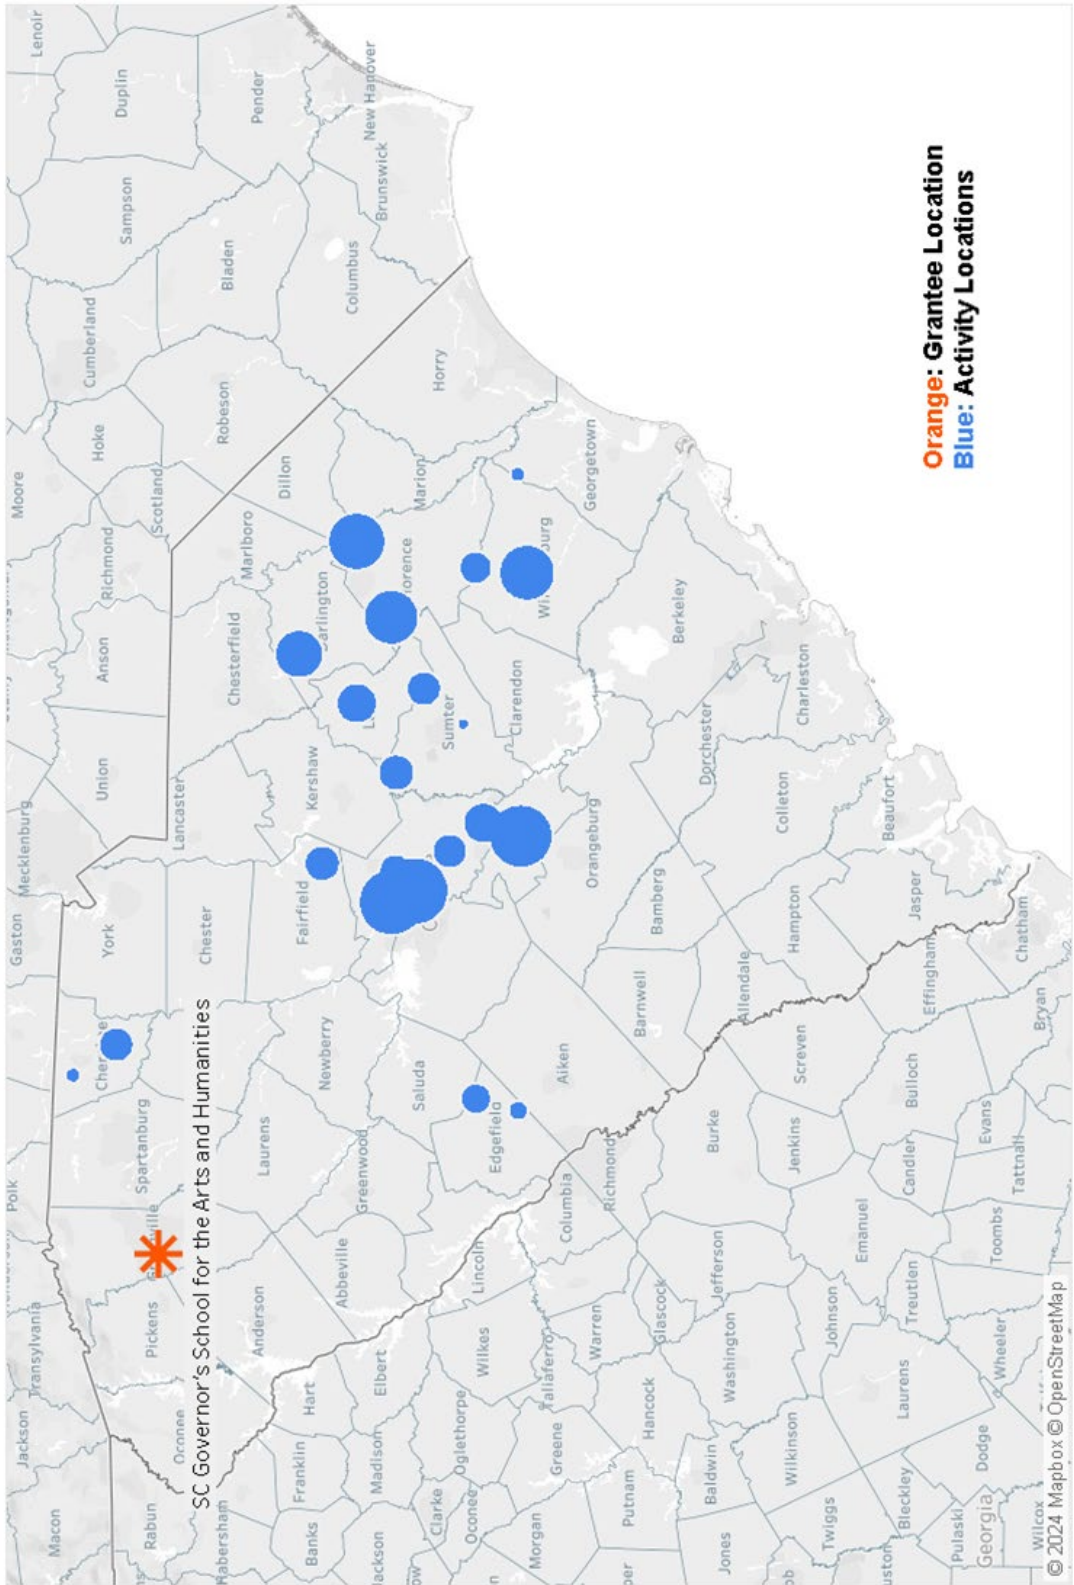 Jackson
Macon
Transylvania
Polk
Gaston
Mecklenburg
Union
Anson
Richmond
Moore
Hoke
Scotland
Cumberland
Sampson
Duplin
Lenoir
Rabun
Oconee
Pickens
Spartanburg
York
Lancaster
Chesterfield
Marlboro
Robeson
Bladen
Pender
SC Governor's School for the Arts and Humanities
Chester
Habersham
Franklin
Hart
Anderson
Laurens
Newberry
Fairfield
Kershaw
Dillon
Columbus
Brunswick
New Hanover
Banks
Madison
Elbert
Abbeville
Greenwood
Saluda
Sumter
Marion
Horry
Clarke
Oconee
Oglethorpe
Wilkes
Lincoln
Edgefield
Clarendon
Morgan
Greene
Taliaferro
Warren
Columbia
Richmond
Aiken
Orangeburg
Georgetown
Putnam
Hancock
Glascock
Jefferson
Burke
Barnwell
Bamberg
Berkeley
Jones
Baldwin
Washington
Allendale
Dorchester
Charleston
Twiggs
Wilkinson
Johnson
Emanuel
Jenkins
Screven
Hampton
Colleton
Bleckley
Laurens
Treutlen
Candler
Bulloch
Effingham
Jasper
Beaufort
Pulaski
Dodge
Wheeler
Toombs
Tattnall
Evans
Bryan
Chatham
Georgia
Wilcox
Orange: Grantee Location
Blue: Activity Locations
© 2024 Mapbox © OpenStreetMap